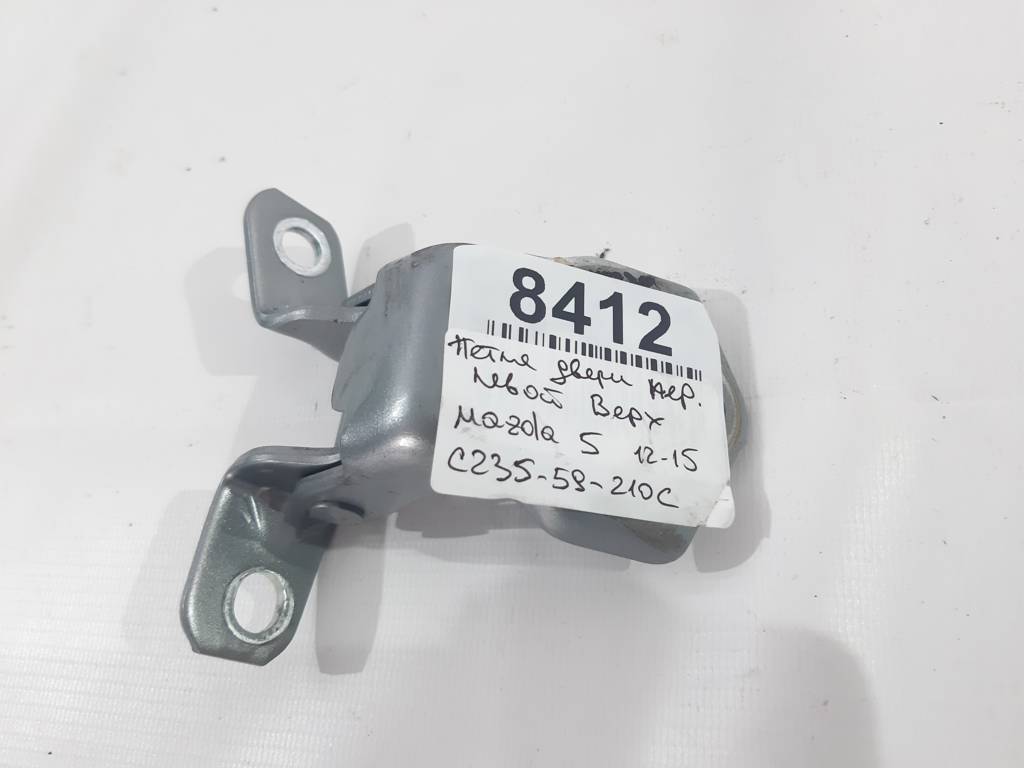 8412
Петля двери пер.
левой Верх
Mazda 5 12-15
C235-58-210C